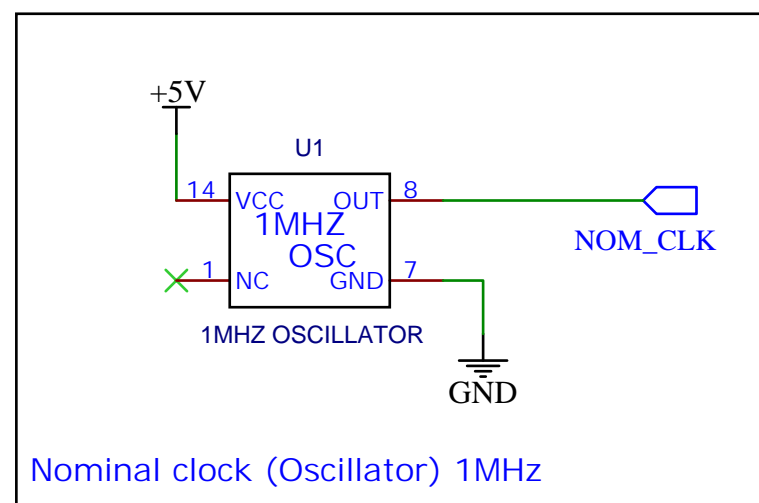 +5V
U1
14 VCC OUT 8
1MHZ
OSC
NOM_CLK
1 NC GND 7
1MHZ OSCILLATOR
GND
Nominal clock (Oscillator) 1MHz